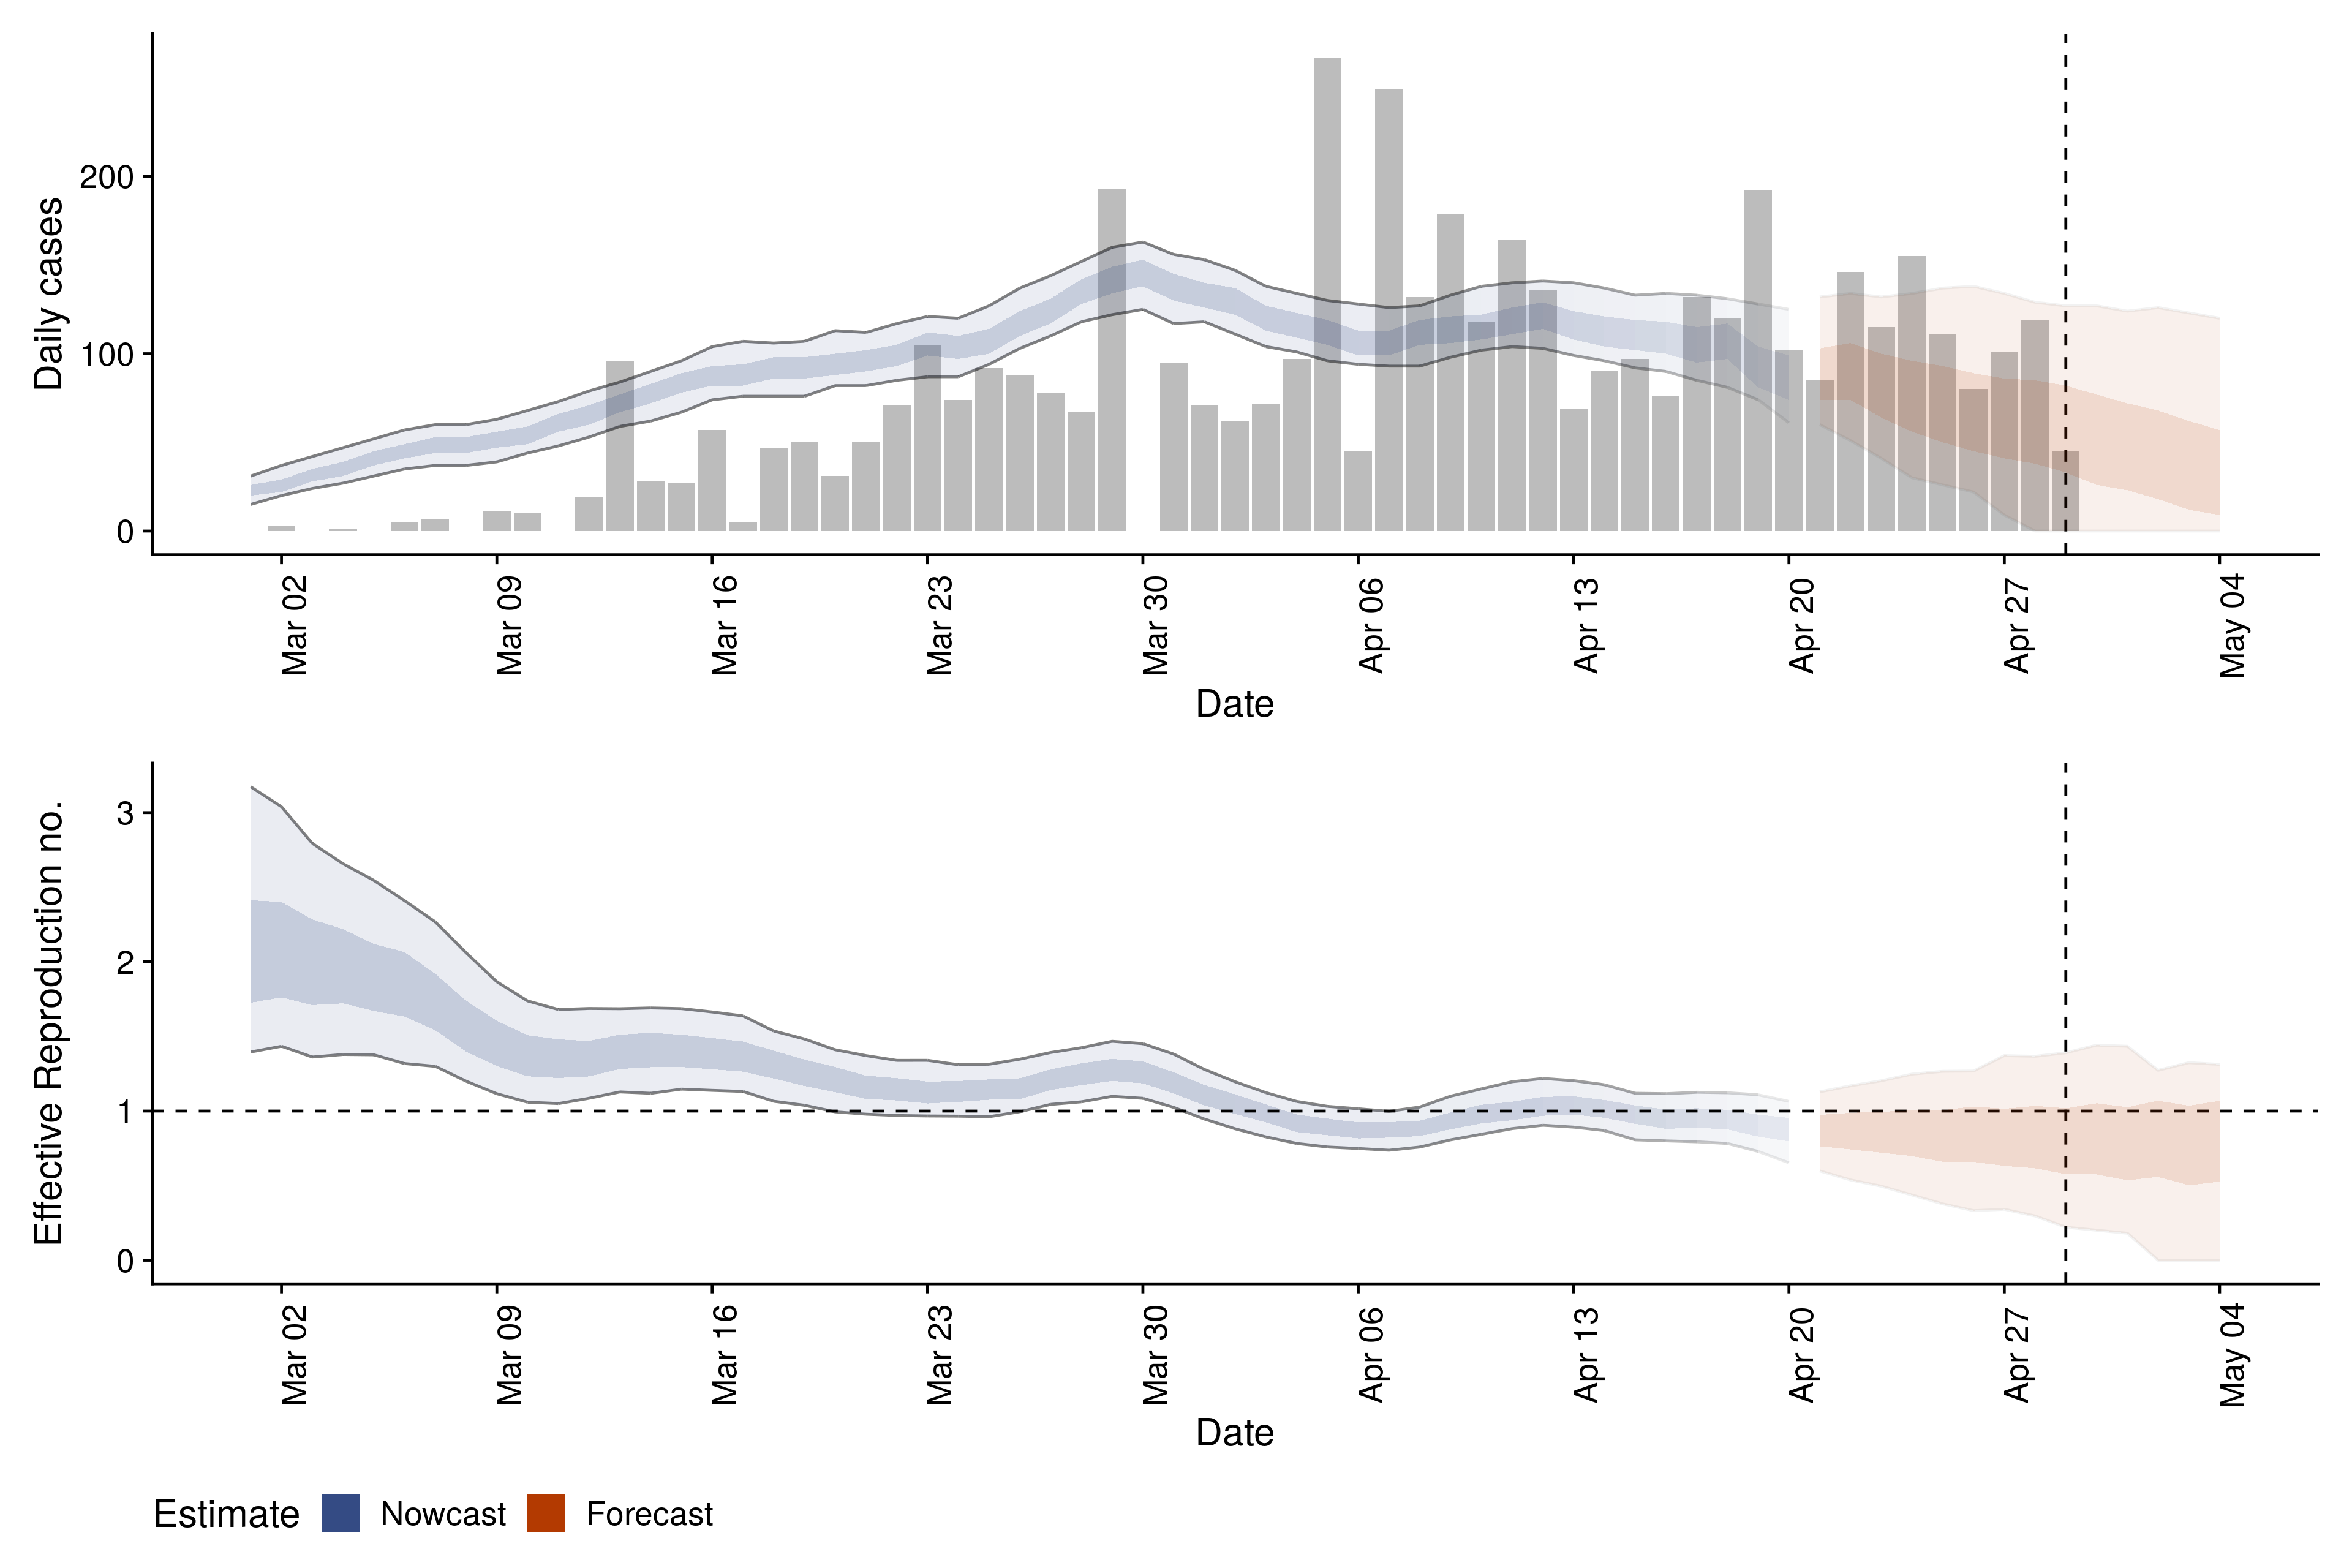 Daily cases
200
100
0
Mar 02
Mar 09
Mar 16
Mar 23
Mar 30
Apr 06
Apr 13
Apr 20
Apr 27
May 04
Date
Effective Reproduction no.
3
2
1
0
Mar 02
Mar 09
Mar 16
Mar 23
Mar 30
Apr 06
Apr 13
Apr 20
Apr 27
May 04
Date
Estimate Nowcast Forecast